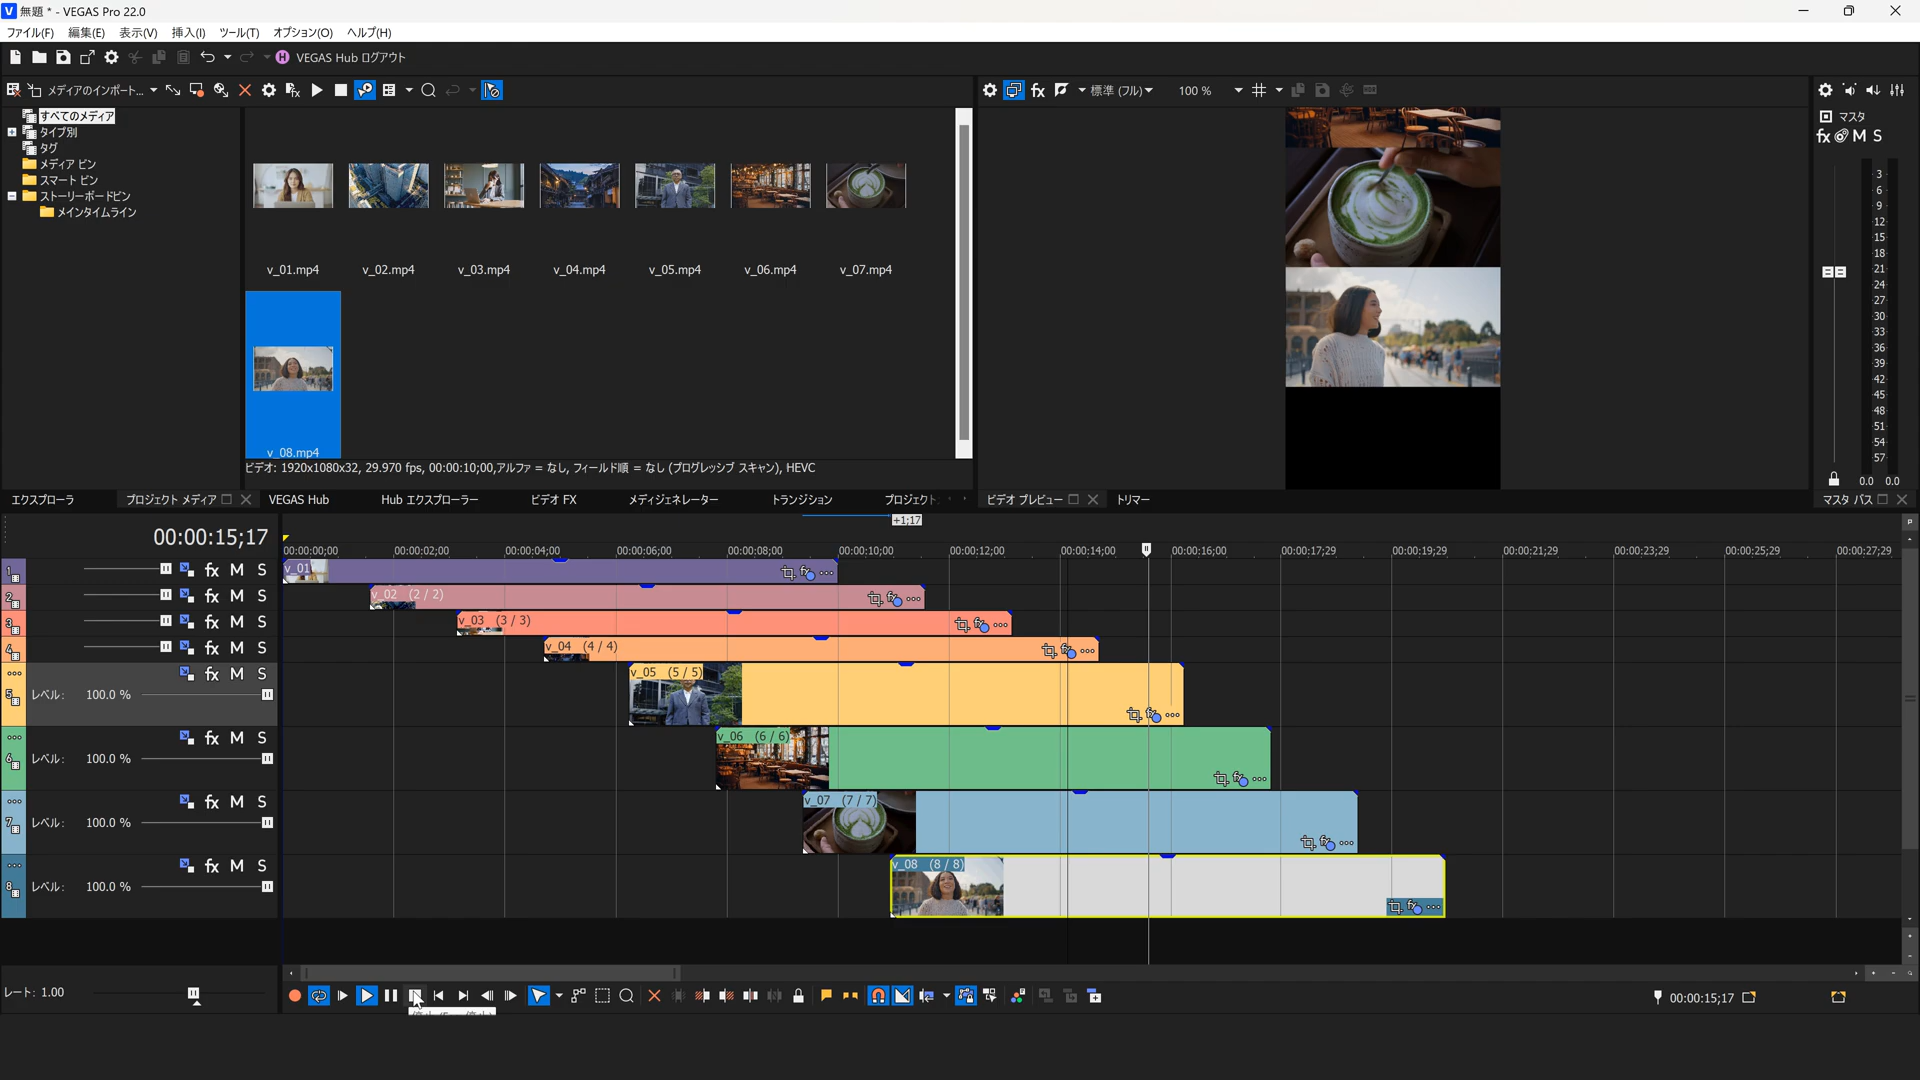 無題 * - VEGAS Pro 22.0
ファイル(F) 編集(E) 表示(V) 挿入(I) ツール(T) オプション(O) ヘルプ(H)
VEGAS Hub ログアウト
メディアのインポート...
標準 (フル) 100 %
すべてのメディア
タイプ別
タグ
メディア ビン
スマート ビン
ストーリーボードビン
メインタイムライン
v_01.mp4 v_02.mp4 v_03.mp4 v_04.mp4 v_05.mp4 v_06.mp4 v_07.mp4
v_08.mp4
ビデオ: 1920x1080x32, 29.970 fps, 00:00:10;00,アルファ = なし, フィールド順 = なし (プログレッシブ スキャン), HEVC
マスタ
fx M S
3
6
9
12
15
18
21
24
27
30
33
36
39
42
45
48
51
54
57
0.0 0.0
エクスプローラ プロジェクト メディア VEGAS Hub Hub エクスプローラー ビデオ FX メディジェネレーター トランジション プロジェクト
ビデオ プレビュー トリマー
マスタ バス
+1;17
00:00:15;17
00:00:00;00 00:00:02;00 00:00:04;00 00:00:06;00 00:00:08;00 00:00:10;00 00:00:12;00 00:00:14;00 00:00:16;00 00:00:17;29 00:00:19;29 00:00:21;29 00:00:23;29 00:00:25;29 00:00:27;29
1 fx M S v_01
2 fx M S v_02 (2 / 2)
3 fx M S v_03 (3 / 3)
4 fx M S v_04 (4 / 4)
fx M S v_05 (5 / 5)
5 レベル: 100.0 %
fx M S v_06 (6 / 6)
6 レベル: 100.0 %
fx M S v_07 (7 / 7)
7 レベル: 100.0 %
fx M S v_08 (8 / 8)
8 レベル: 100.0 %
レート: 1.00
00:00:15;17